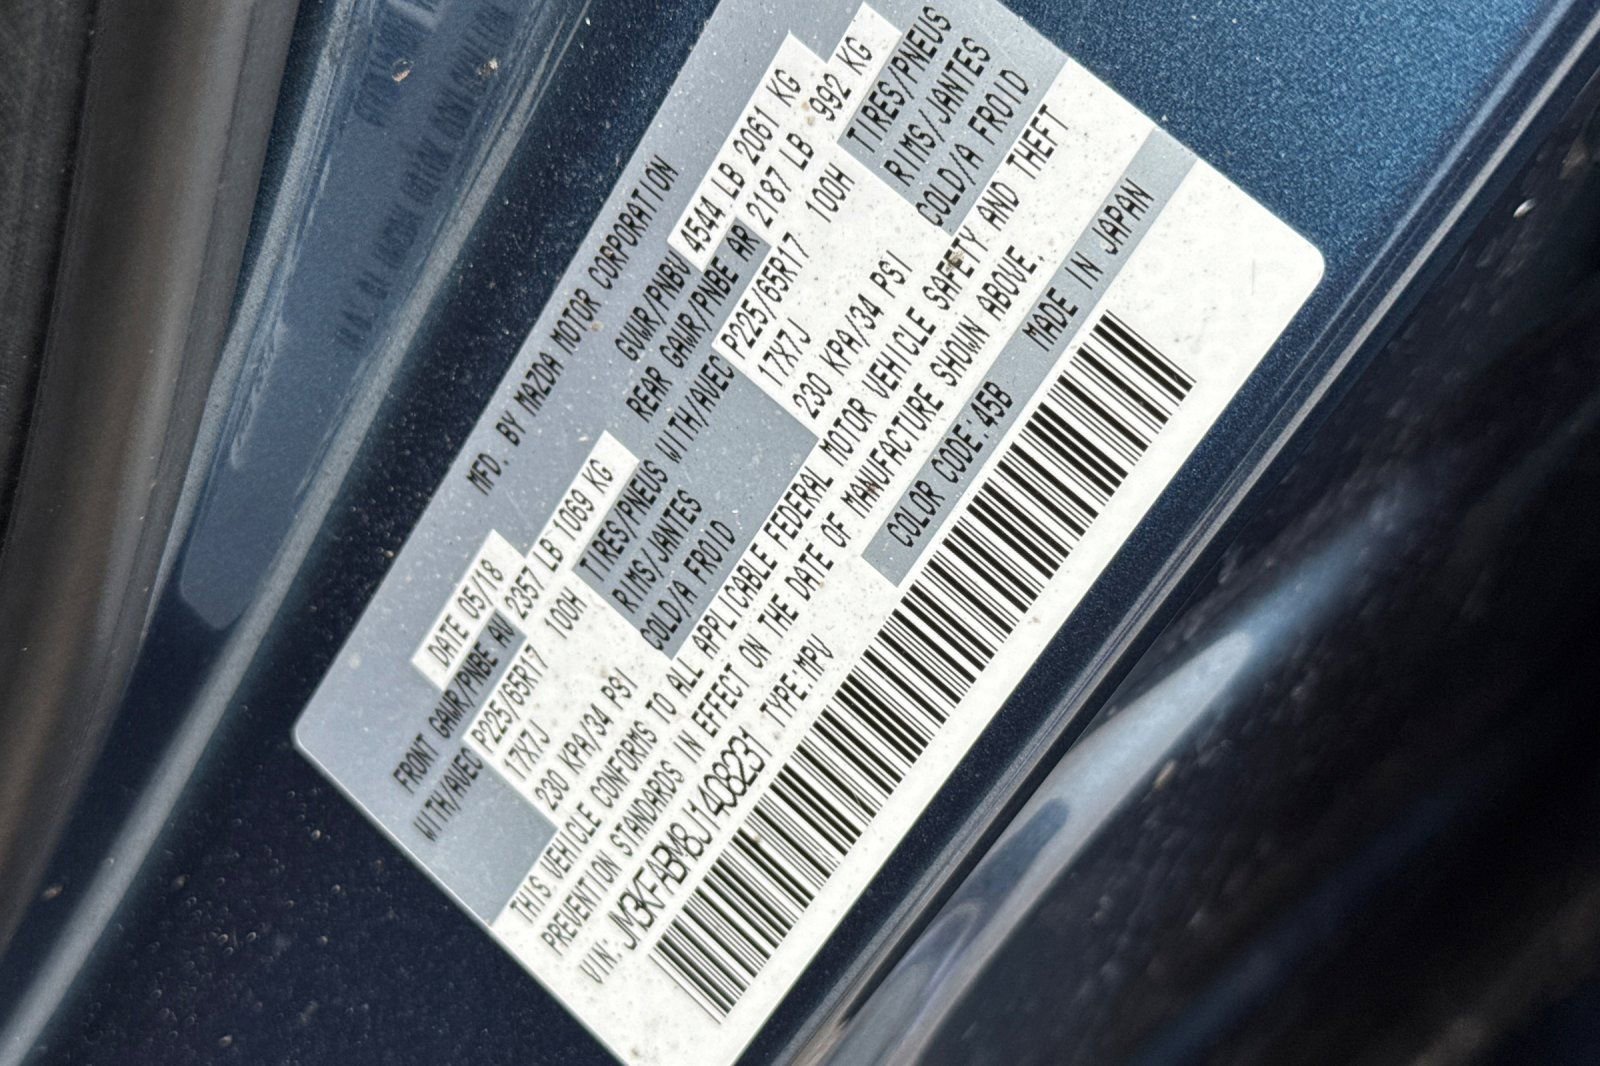 MFD. BY MAZDA MOTOR CORPORATION
DATE 05/18 GVWR/PNBV 4544 LB 2061 KG
FRONT GAWR/PNBE AV 2357 LB 1069 KG REAR GAWR/PNBE AR 2187 LB 992 KG
WITH/AVEC P225/65R17 100H TIRES/PNEUS WITH/AVEC P225/65R17 100H TIRES/PNEUS
17X7J RIMS/JANTES 17X7J RIMS/JANTES
230 KPA/34 PSI COLD/A FROID 230 KPA/34 PSI COLD/A FROID
THIS VEHICLE CONFORMS TO ALL APPLICABLE FEDERAL MOTOR VEHICLE SAFETY AND THEFT
PREVENTION STANDARDS IN EFFECT ON THE DATE OF MANUFACTURE SHOWN ABOVE.
VIN: JM3KFABM8J1408231 TYPE:MPV COLOR CODE:45B MADE IN JAPAN